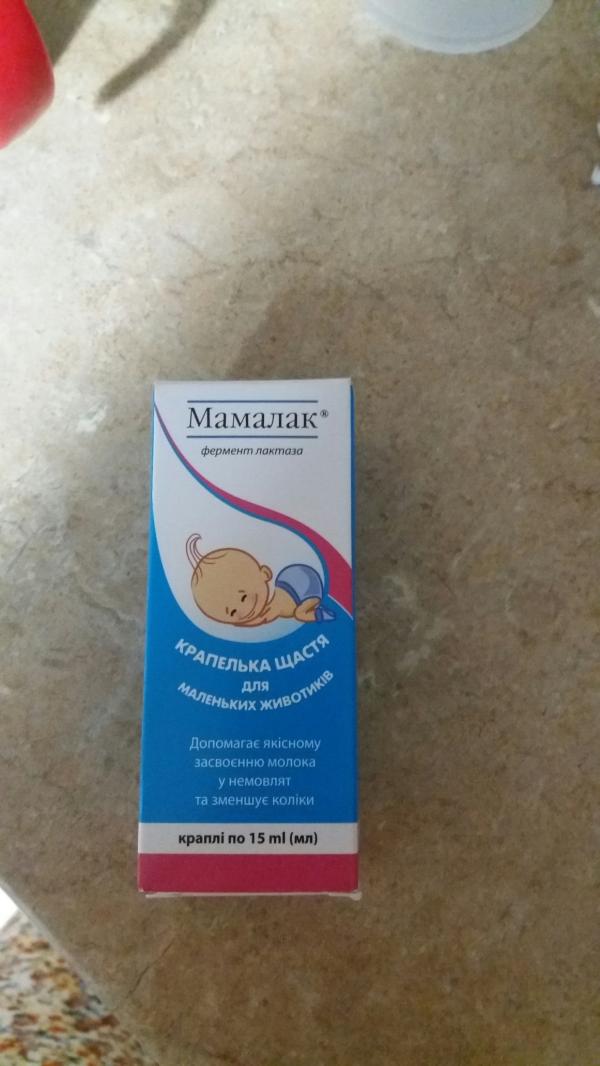 Мамалак®
фермент лактаза
КРАПЕЛЬКА ЩАСТЯ
ДЛЯ
МАЛЕНЬКИХ ЖИВОТИКІВ
Допомагає якісному
засвоєнню молока
у немовлят
та зменшує коліки
краплі по 15 ml (мл)